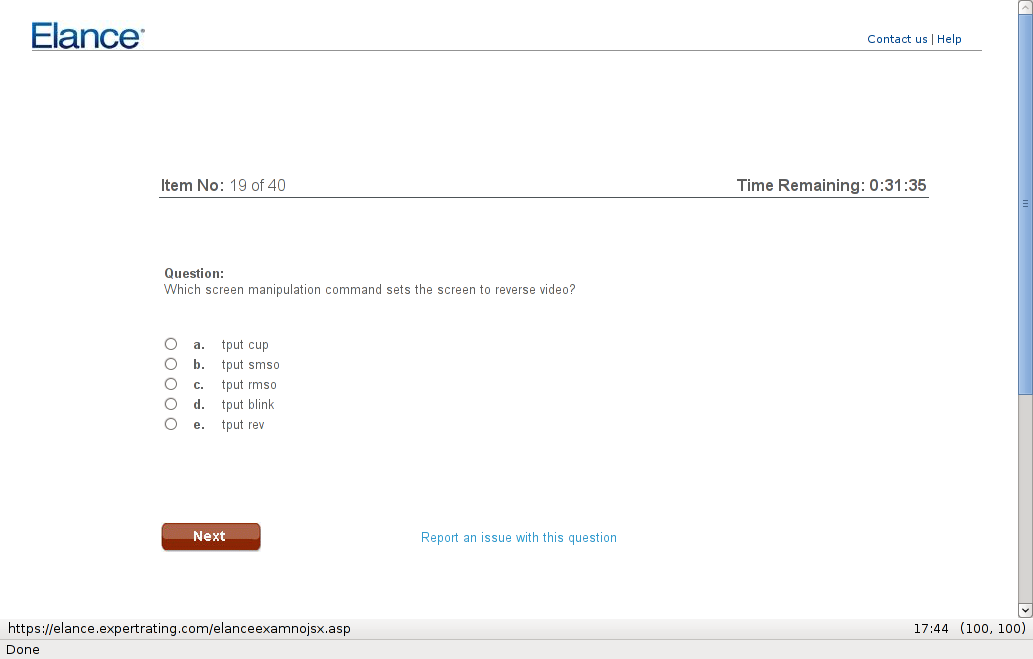 Elance
Contact us | Help
Item No: 19 of 40
Time Remaining: 0:31:35
Question:
Which screen manipulation command sets the screen to reverse video?
a. tput cup
b. tput smso
c. tput rmso
d. tput blink
e. tput rev
Next
Report an issue with this question
https://elance.expertrating.com/elanceexamnojsx.asp
17:44 (100, 100)
Done